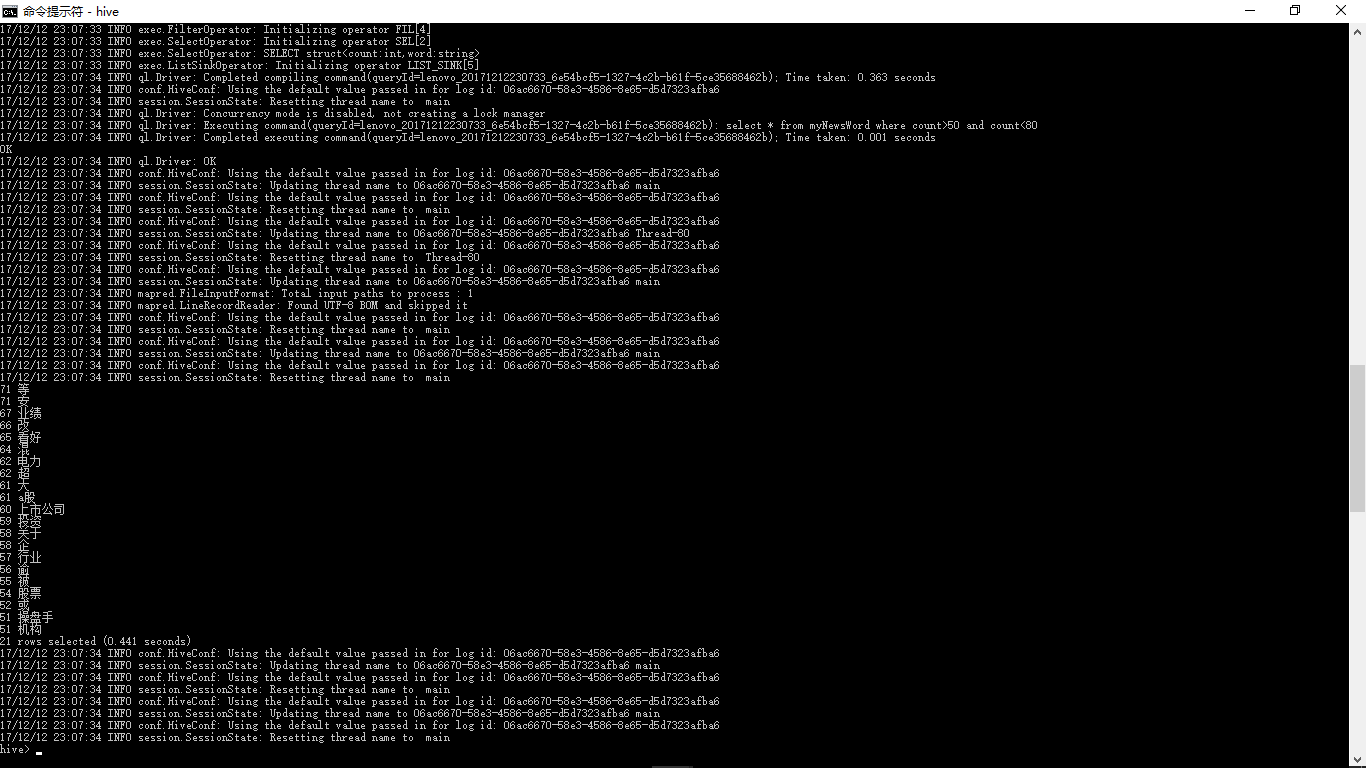 命令提示符 - hive
17/12/12 23:07:33 INFO exec.FilterOperator: Initializing operator FIL[4]
17/12/12 23:07:33 INFO exec.SelectOperator: Initializing operator SEL[2]
17/12/12 23:07:33 INFO exec.SelectOperator: SELECT struct<count:int,word:string>
17/12/12 23:07:33 INFO exec.ListSinkOperator: Initializing operator LIST_SINK[5]
17/12/12 23:07:34 INFO ql.Driver: Completed compiling command(queryId=lenovo_20171212230733_6e54bcf5-1327-4c2b-b61f-5ce35688462b); Time taken: 0.363 seconds
17/12/12 23:07:34 INFO conf.HiveConf: Using the default value passed in for log id: 06ac6670-58e3-4586-8e65-d5d7323afba6
17/12/12 23:07:34 INFO session.SessionState: Resetting thread name to  main
17/12/12 23:07:34 INFO ql.Driver: Concurrency mode is disabled, not creating a lock manager
17/12/12 23:07:34 INFO ql.Driver: Executing command(queryId=lenovo_20171212230733_6e54bcf5-1327-4c2b-b61f-5ce35688462b): select * from myNewsWord where count>50 and count<80
17/12/12 23:07:34 INFO ql.Driver: Completed executing command(queryId=lenovo_20171212230733_6e54bcf5-1327-4c2b-b61f-5ce35688462b); Time taken: 0.001 seconds
OK
17/12/12 23:07:34 INFO ql.Driver: OK
17/12/12 23:07:34 INFO conf.HiveConf: Using the default value passed in for log id: 06ac6670-58e3-4586-8e65-d5d7323afba6
17/12/12 23:07:34 INFO session.SessionState: Updating thread name to 06ac6670-58e3-4586-8e65-d5d7323afba6 main
17/12/12 23:07:34 INFO conf.HiveConf: Using the default value passed in for log id: 06ac6670-58e3-4586-8e65-d5d7323afba6
17/12/12 23:07:34 INFO session.SessionState: Resetting thread name to  main
17/12/12 23:07:34 INFO conf.HiveConf: Using the default value passed in for log id: 06ac6670-58e3-4586-8e65-d5d7323afba6
17/12/12 23:07:34 INFO session.SessionState: Updating thread name to 06ac6670-58e3-4586-8e65-d5d7323afba6 Thread-80
17/12/12 23:07:34 INFO conf.HiveConf: Using the default value passed in for log id: 06ac6670-58e3-4586-8e65-d5d7323afba6
17/12/12 23:07:34 INFO session.SessionState: Resetting thread name to  Thread-80
17/12/12 23:07:34 INFO conf.HiveConf: Using the default value passed in for log id: 06ac6670-58e3-4586-8e65-d5d7323afba6
17/12/12 23:07:34 INFO session.SessionState: Updating thread name to 06ac6670-58e3-4586-8e65-d5d7323afba6 main
17/12/12 23:07:34 INFO mapred.FileInputFormat: Total input paths to process : 1
17/12/12 23:07:34 INFO mapred.LineRecordReader: Found UTF-8 BOM and skipped it
17/12/12 23:07:34 INFO conf.HiveConf: Using the default value passed in for log id: 06ac6670-58e3-4586-8e65-d5d7323afba6
17/12/12 23:07:34 INFO session.SessionState: Resetting thread name to  main
17/12/12 23:07:34 INFO conf.HiveConf: Using the default value passed in for log id: 06ac6670-58e3-4586-8e65-d5d7323afba6
17/12/12 23:07:34 INFO session.SessionState: Updating thread name to 06ac6670-58e3-4586-8e65-d5d7323afba6 main
17/12/12 23:07:34 INFO conf.HiveConf: Using the default value passed in for log id: 06ac6670-58e3-4586-8e65-d5d7323afba6
17/12/12 23:07:34 INFO session.SessionState: Resetting thread name to  main
71 等
71 安
67 业绩
66 改
65 看好
64 混
62 电力
62 超
61 大
61 a股
60 上市公司
59 投资
58 关于
58 企
57 行业
56 逾
55 被
54 股票
52 或
51 操盘手
51 机构
21 rows selected (0.441 seconds)
17/12/12 23:07:34 INFO conf.HiveConf: Using the default value passed in for log id: 06ac6670-58e3-4586-8e65-d5d7323afba6
17/12/12 23:07:34 INFO session.SessionState: Updating thread name to 06ac6670-58e3-4586-8e65-d5d7323afba6 main
17/12/12 23:07:34 INFO conf.HiveConf: Using the default value passed in for log id: 06ac6670-58e3-4586-8e65-d5d7323afba6
17/12/12 23:07:34 INFO session.SessionState: Resetting thread name to  main
17/12/12 23:07:34 INFO conf.HiveConf: Using the default value passed in for log id: 06ac6670-58e3-4586-8e65-d5d7323afba6
17/12/12 23:07:34 INFO session.SessionState: Updating thread name to 06ac6670-58e3-4586-8e65-d5d7323afba6 main
17/12/12 23:07:34 INFO conf.HiveConf: Using the default value passed in for log id: 06ac6670-58e3-4586-8e65-d5d7323afba6
17/12/12 23:07:34 INFO session.SessionState: Resetting thread name to  main
hive>